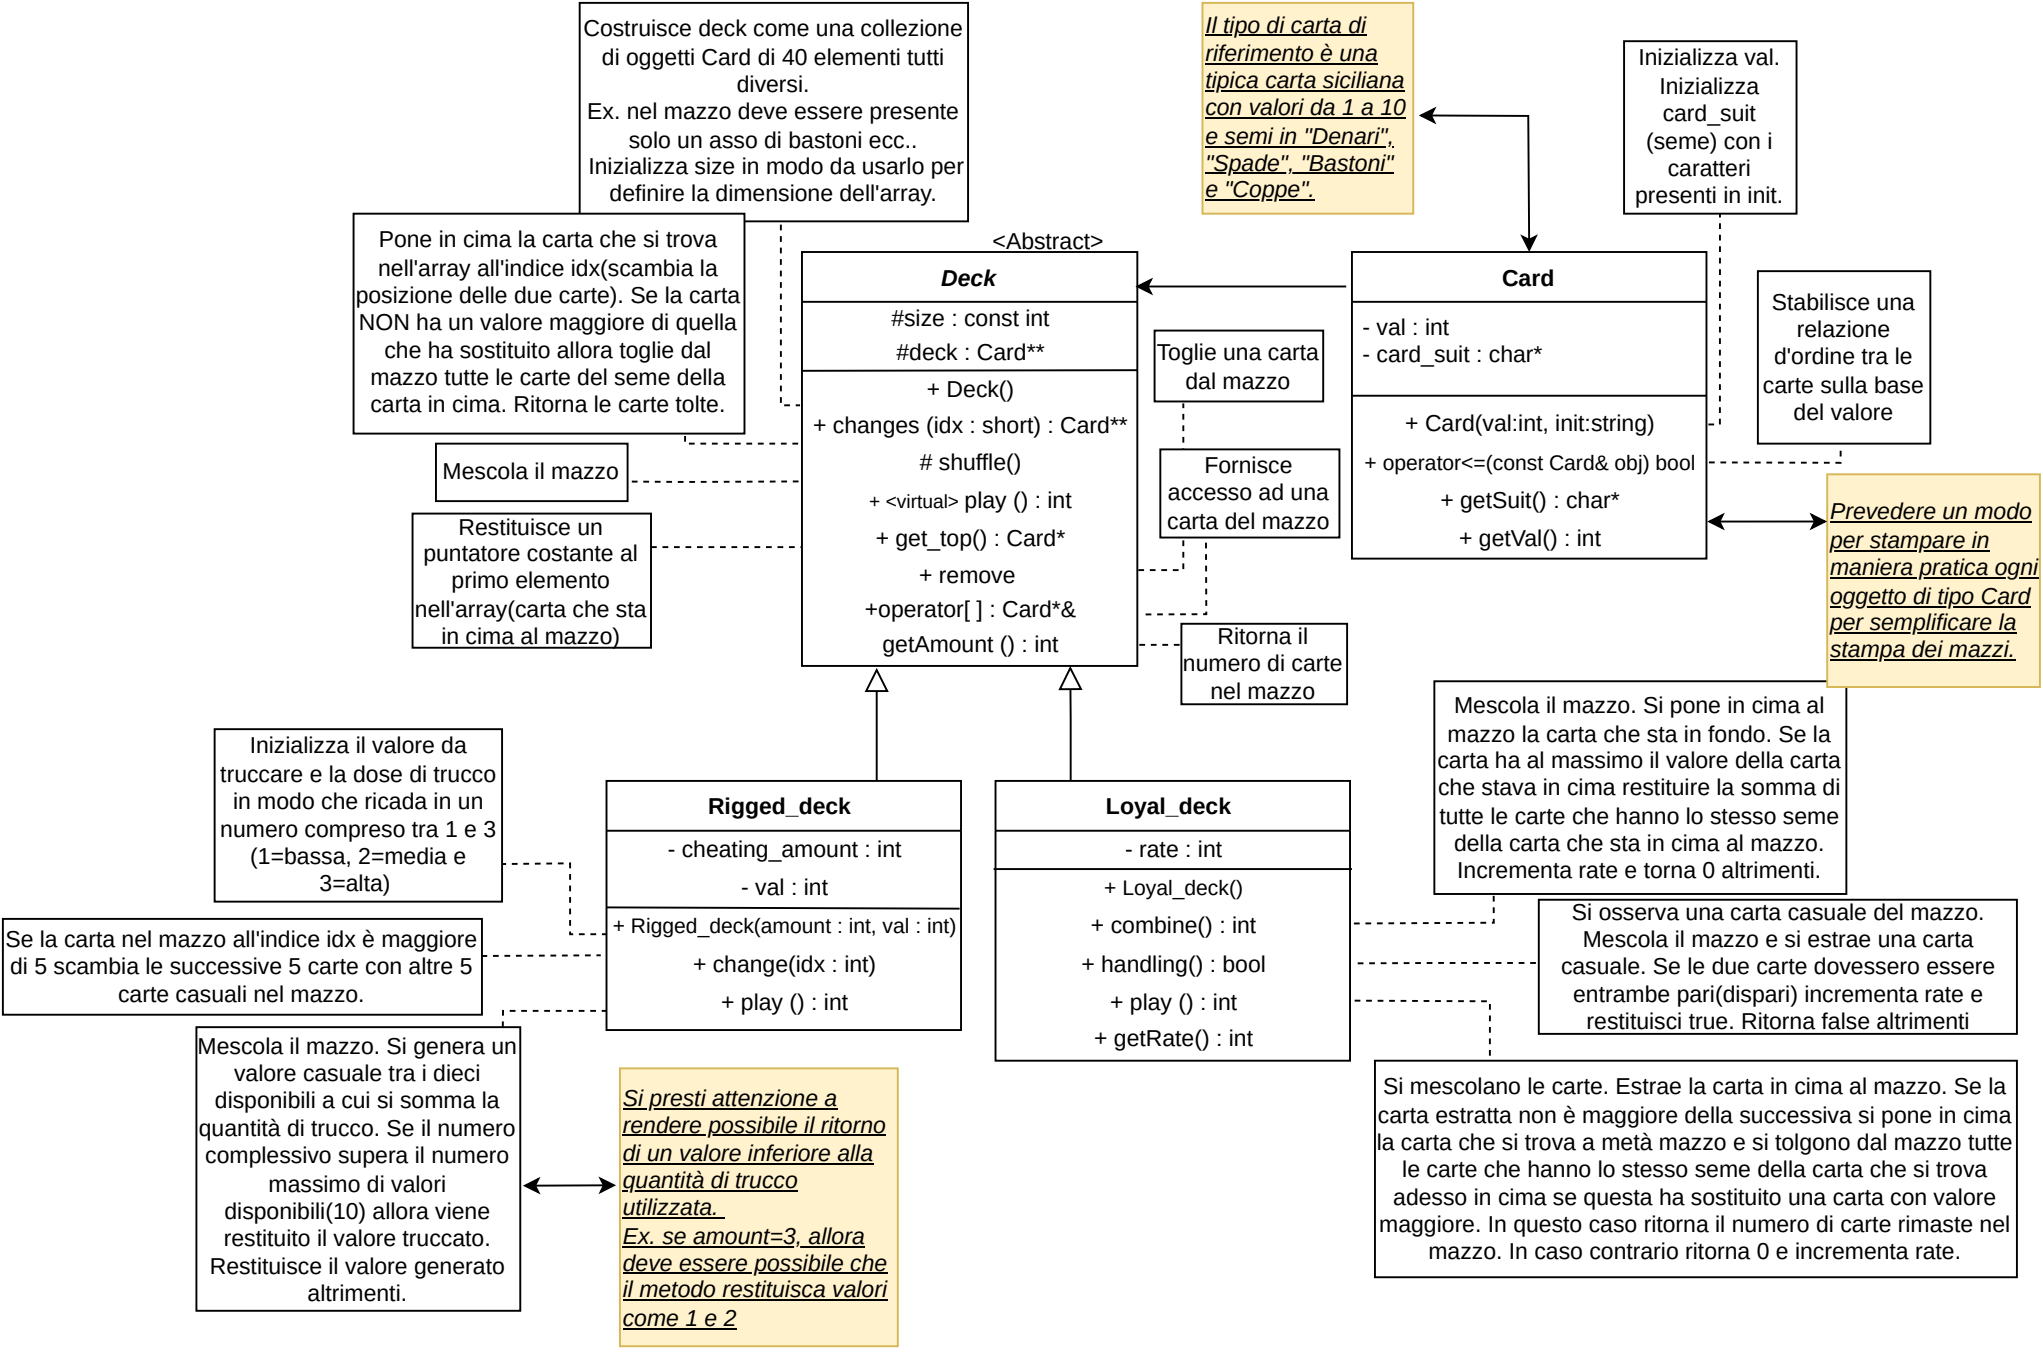 Costruisce deck come una collezione
di oggetti Card di 40 elementi tutti
diversi.
Ex. nel mazzo deve essere presente
solo un asso di bastoni ecc..
Inizializza size in modo da usarlo per
definire la dimensione dell'array.
Il tipo di carta di
riferimento è una
tipica carta siciliana
con valori da 1 a 10
e semi in "Denari",
"Spade", "Bastoni"
e "Coppe".
Inizializza val.
Inizializza
card_suit
(seme) con i
caratteri
presenti in init.
Pone in cima la carta che si trova
nell'array all'indice idx(scambia la
posizione delle due carte). Se la carta
NON ha un valore maggiore di quella
che ha sostituito allora toglie dal
mazzo tutte le carte del seme della
carta in cima. Ritorna le carte tolte.
Mescola il mazzo
Restituisce un
puntatore costante al
primo elemento
nell'array(carta che sta
in cima al mazzo)
<Abstract>
Deck
#size : const int
#deck : Card**
+ Deck()
+ changes (idx : short) : Card**
# shuffle()
+ <virtual> play () : int
+ get_top() : Card*
+ remove
+operator[ ] : Card*&
getAmount () : int
Toglie una carta
dal mazzo
Fornisce
accesso ad una
carta del mazzo
Ritorna il
numero di carte
nel mazzo
Card
- val : int
- card_suit : char*
+ Card(val:int, init:string)
+ operator<=(const Card& obj) bool
+ getSuit() : char*
+ getVal() : int
Stabilisce una
relazione
d'ordine tra le
carte sulla base
del valore
Prevedere un modo
per stampare in
maniera pratica ogni
oggetto di tipo Card
per semplificare la
stampa dei mazzi.
Inizializza il valore da
truccare e la dose di trucco
in modo che ricada in un
numero compreso tra 1 e 3
(1=bassa, 2=media e
3=alta)
Se la carta nel mazzo all'indice idx è maggiore
di 5 scambia le successive 5 carte con altre 5
carte casuali nel mazzo.
Mescola il mazzo. Si genera un
valore casuale tra i dieci
disponibili a cui si somma la
quantità di trucco. Se il numero
complessivo supera il numero
massimo di valori
disponibili(10) allora viene
restituito il valore truccato.
Restituisce il valore generato
altrimenti.
Rigged_deck
- cheating_amount : int
- val : int
+ Rigged_deck(amount : int, val : int)
+ change(idx : int)
+ play () : int
Si presti attenzione a
rendere possibile il ritorno
di un valore inferiore alla
quantità di trucco
utilizzata.
Ex. se amount=3, allora
deve essere possibile che
il metodo restituisca valori
come 1 e 2
Loyal_deck
- rate : int
+ Loyal_deck()
+ combine() : int
+ handling() : bool
+ play () : int
+ getRate() : int
Mescola il mazzo. Si pone in cima al
mazzo la carta che sta in fondo. Se la
carta ha al massimo il valore della carta
che stava in cima restituire la somma di
tutte le carte che hanno lo stesso seme
della carta che sta in cima al mazzo.
Incrementa rate e torna 0 altrimenti.
Si osserva una carta casuale del mazzo.
Mescola il mazzo e si estrae una carta
casuale. Se le due carte dovessero essere
entrambe pari(dispari) incrementa rate e
restituisci true. Ritorna false altrimenti
Si mescolano le carte. Estrae la carta in cima al mazzo. Se la
carta estratta non è maggiore della successiva si pone in cima
la carta che si trova a metà mazzo e si tolgono dal mazzo tutte
le carte che hanno lo stesso seme della carta che si trova
adesso in cima se questa ha sostituito una carta con valore
maggiore. In questo caso ritorna il numero di carte rimaste nel
mazzo. In caso contrario ritorna 0 e incrementa rate.